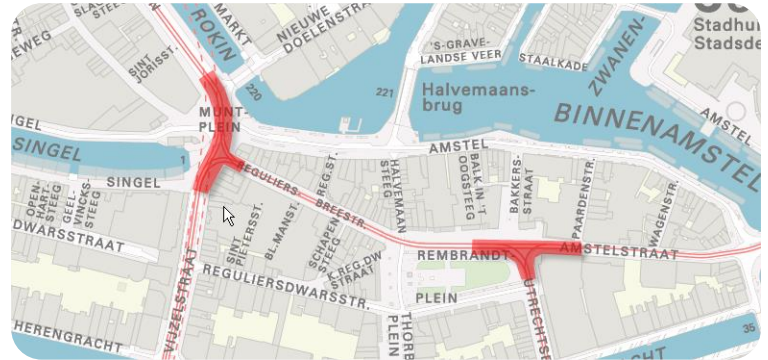 ROKIN
MARKT
NIEUWE
DOELENSTRAAT
SINT
JORISST.
220
221
'S-GRAVE-
LANDSE VEER
STAALKADE
ZWANEN-
Stadhu
Stadsde
Halvemaans-
brug
BINNENAMSTEL
AMSTEL
MUNT-
PLEIN
AMSTEL
SINGEL
1
SINGEL
OPEN-
HART-
STEEG
GEEL-
VINCKS-
STEEG
DWARSSTRAAT
REGULIERS-
BREESTR.
REG.ST.
HALVEMAAN
STEEG
BALK IN 'T
OOGSTEEG
BAKKERS-
STRAAT
PAARDENSTR.
WAGENSTR.
SINT
PIETERSST.
BL.MANST.
SCHAPEN
STEEG
K.REG.DW
STRAAT
REGULIERSDWARSSTR.
REMBRANDT-
PLEIN
AMSTELSTRAAT
THORB
PLEIN
UTRECHTSE
VIJZELSTRAAT
HERENGRACHT
CHT
35